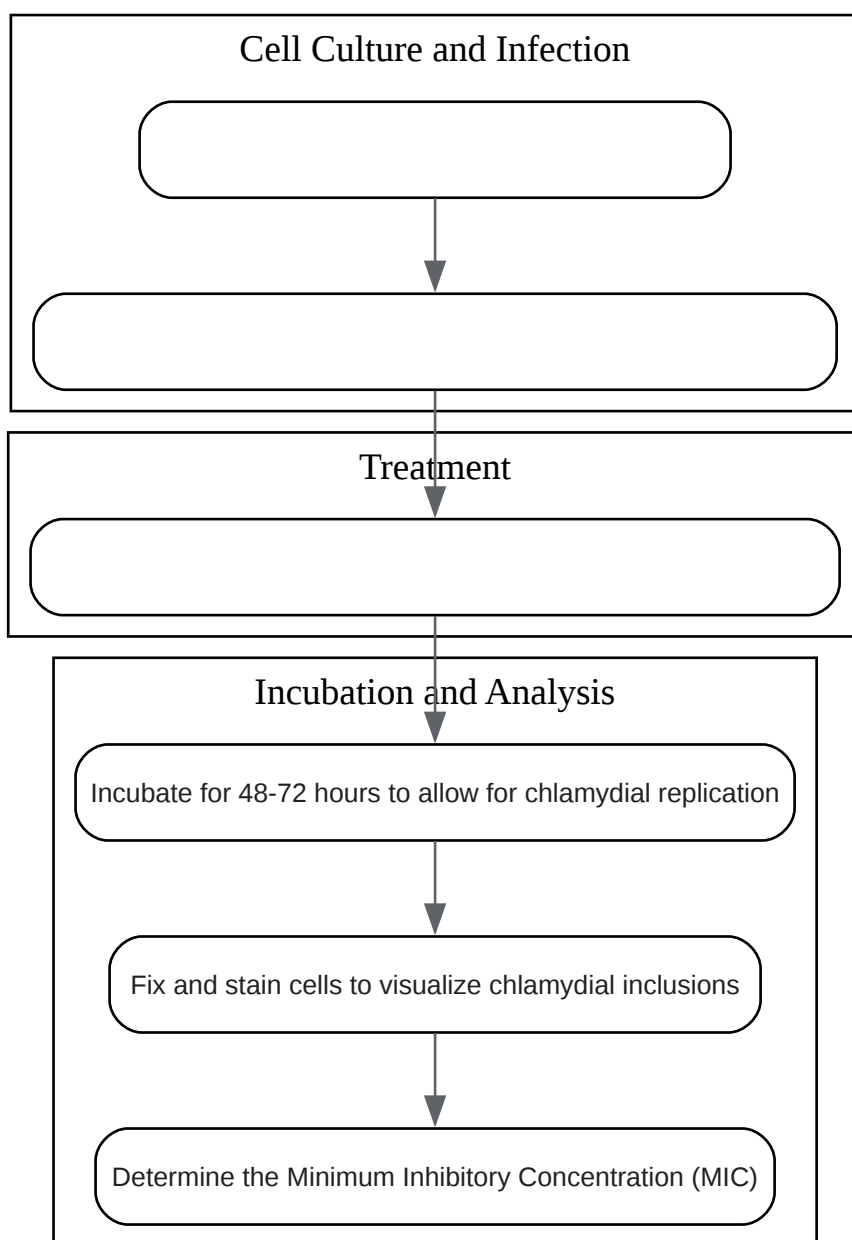 Cell Culture and Infection
Treatment
Incubation and Analysis
Incubate for 48-72 hours to allow for chlamydial replication
Fix and stain cells to visualize chlamydial inclusions
Determine the Minimum Inhibitory Concentration (MIC)